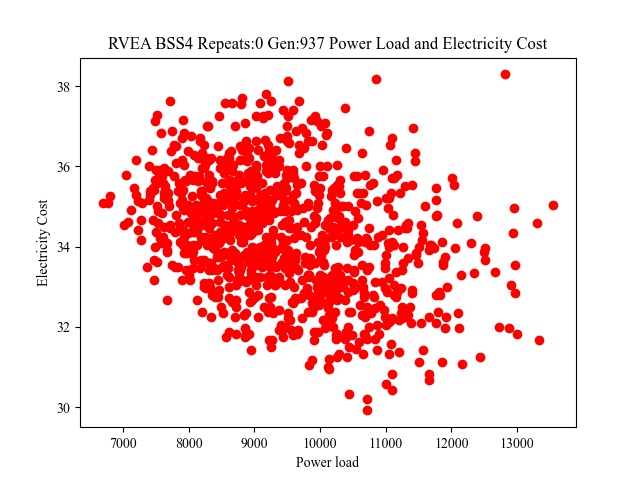 RVEA BSS4 Repeats:0 Gen:937 Power Load and Electricity Cost
38
36
34
32
30
Electricity Cost
7000 8000 9000 10000 11000 12000 13000
Power load